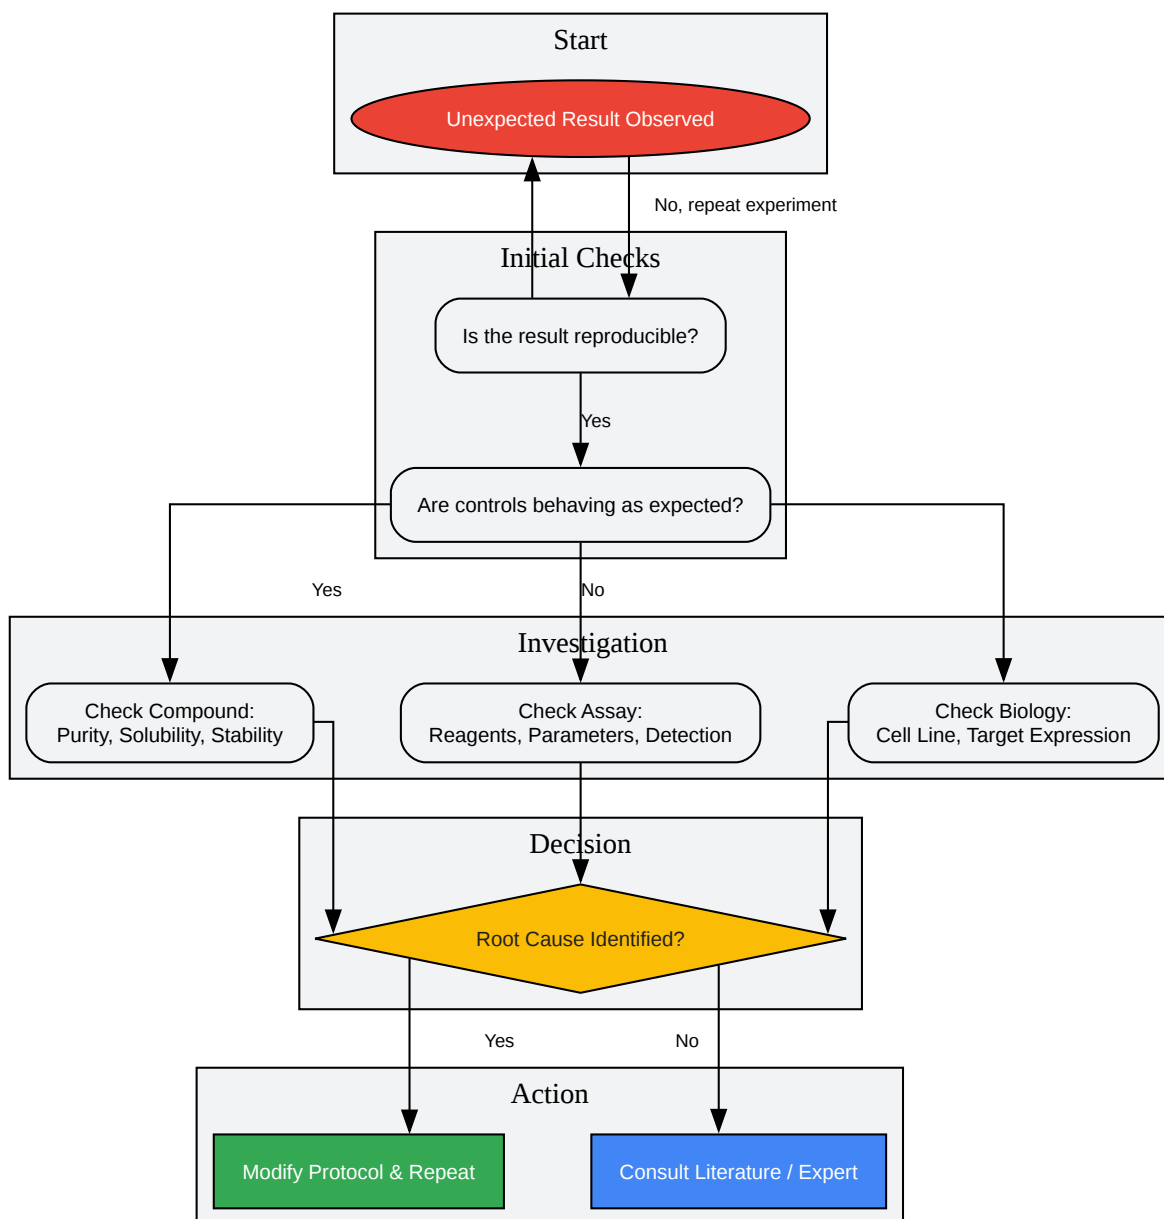 Start
Unexpected Result Observed
No, repeat experiment
Initial Checks
Is the result reproducible?
Yes
Are controls behaving as expected?
Yes
No
Investigation
Check Compound:
Purity, Solubility, Stability
Check Assay:
Reagents, Parameters, Detection
Check Biology:
Cell Line, Target Expression
Decision
Root Cause Identified?
Yes
No
Action
Modify Protocol & Repeat
Consult Literature / Expert